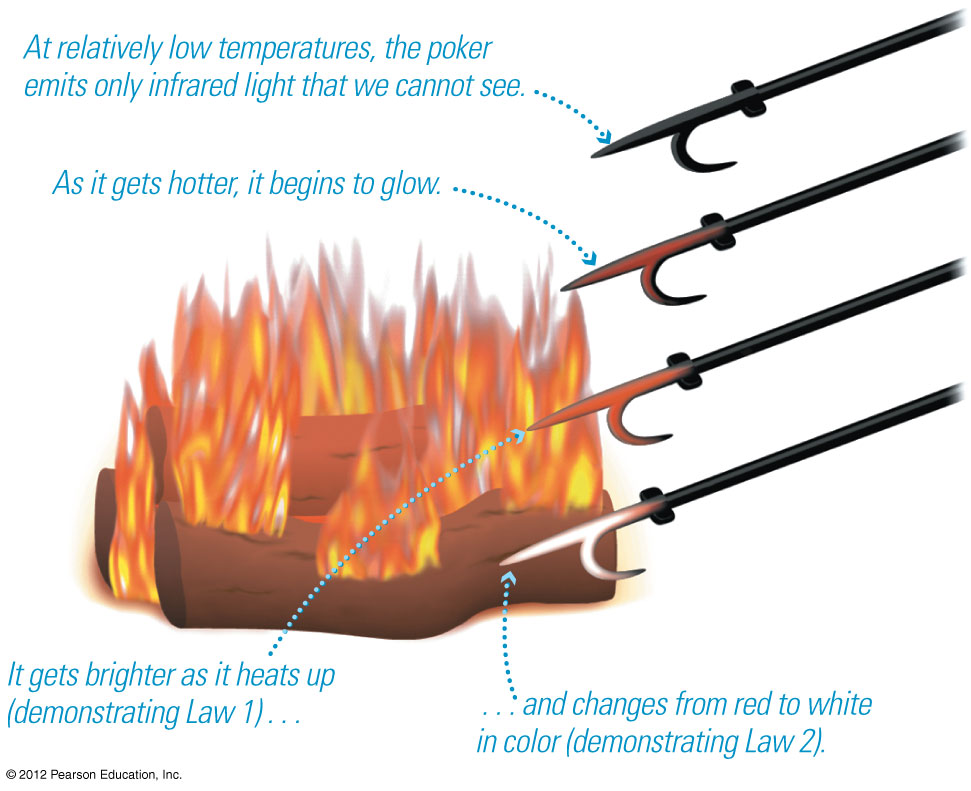 At relatively low temperatures, the poker
emits only infrared light that we cannot see.
As it gets hotter, it begins to glow.
It gets brighter as it heats up
(demonstrating Law 1) . . .
. . . and changes from red to white
in color (demonstrating Law 2).
© 2012 Pearson Education, Inc.